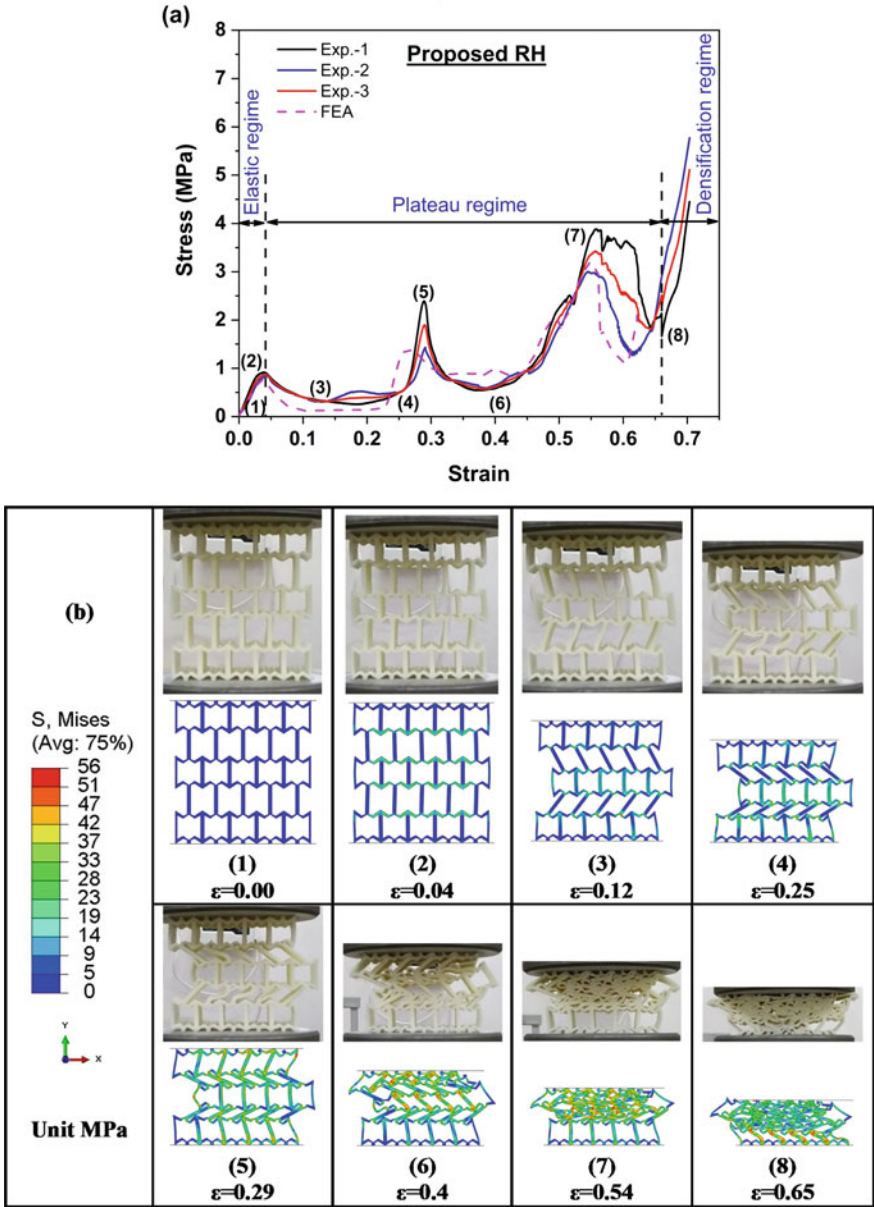 (a)
Proposed RH
Exp.-1
Exp.-2
Exp.-3
FEA
Elastic regime
Plateau regime
Densification regime
(1)
(2)
(3)
(4)
(5)
(6)
(7)
(8)
8
7
6
5
4
3
2
1
0
Stress (MPa)
0.0 0.1 0.2 0.3 0.4 0.5 0.6 0.7
Strain
(b)
S, Mises
(Avg: 75%)
56
51
47
42
37
33
28
23
19
14
9
5
0
Y
X
Unit MPa
(1)
ε=0.00
(2)
ε=0.04
(3)
ε=0.12
(4)
ε=0.25
(5)
ε=0.29
(6)
ε=0.4
(7)
ε=0.54
(8)
ε=0.65